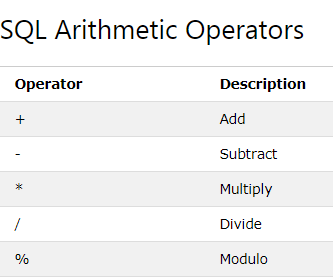 SQL Arithmetic Operators
Operator Description
+ Add
- Subtract
* Multiply
/ Divide
% Modulo